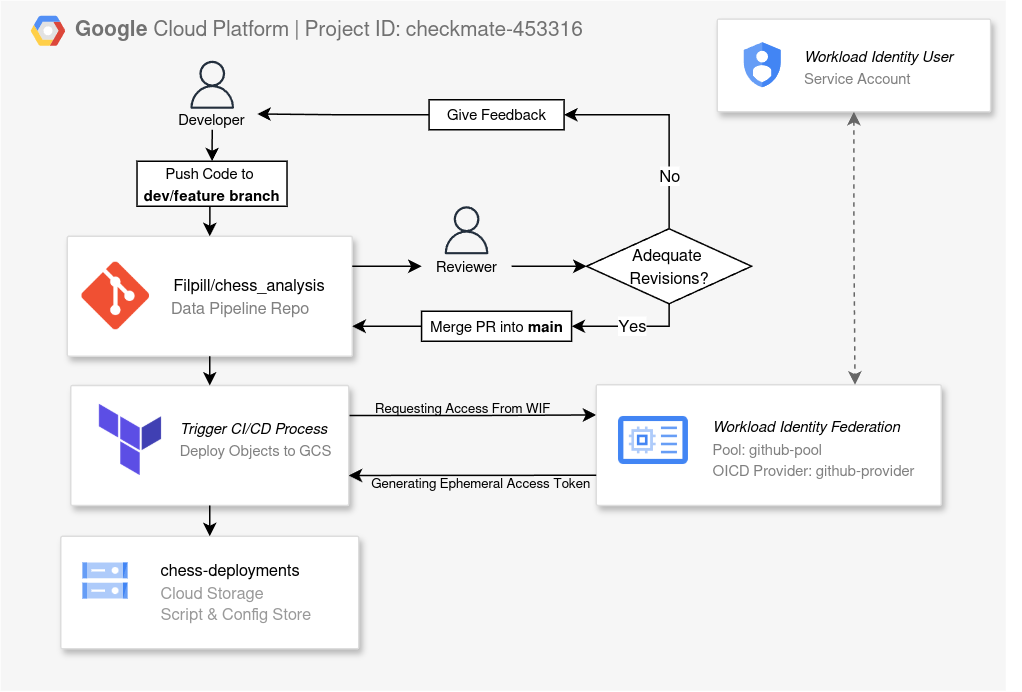 Google Cloud Platform | Project ID: checkmate-453316
Workload Identity User
Service Account
Developer
Give Feedback
Push Code to
dev/feature branch
No
Filpill/chess_analysis
Data Pipeline Repo
Reviewer
Adequate
Revisions?
Merge PR into main
Yes
Trigger CI/CD Process
Deploy Objects to GCS
Requesting Access From WIF
Generating Ephemeral Access Token
Workload Identity Federation
Pool: github-pool
OICD Provider: github-provider
chess-deployments
Cloud Storage
Script & Config Store